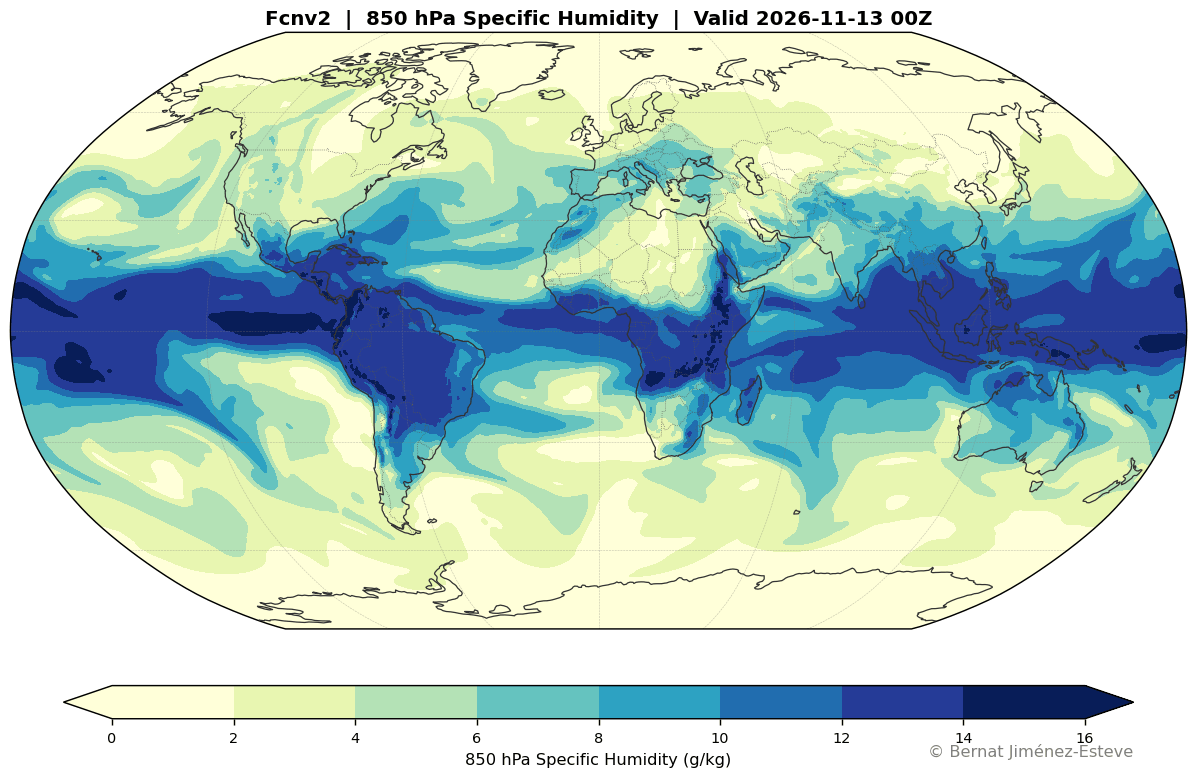 Fcnv2 | 850 hPa Specific Humidity | Valid 2026-11-13 00Z
0 2 4 6 8 10 12 14 16
850 hPa Specific Humidity (g/kg)
© Bernat Jiménez-Esteve